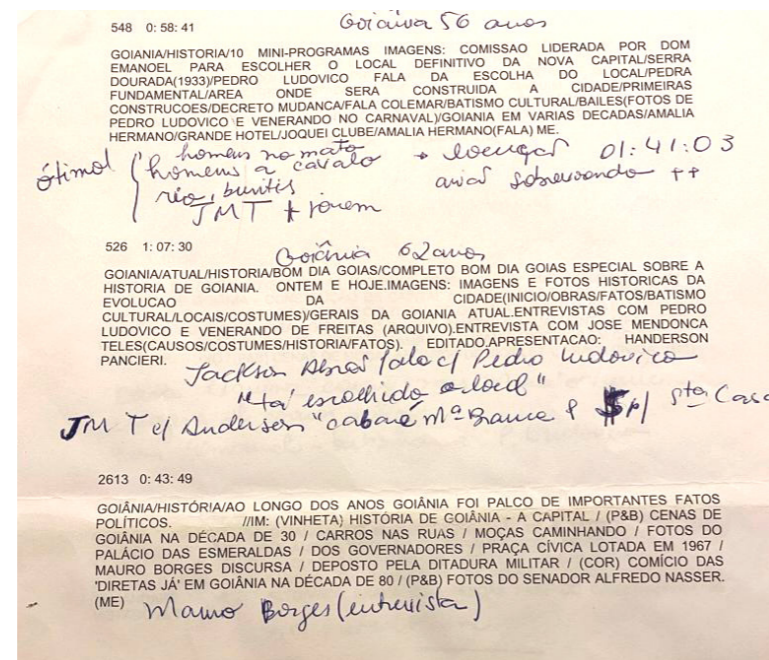 548 0:58:41 Goiânia 56 anos
GOIANIA/HISTORIA/10 MINI-PROGRAMAS IMAGENS: COMISSAO LIDERADA POR DOM
EMANOEL PARA ESCOLHER O LOCAL DEFINITIVO DA NOVA CAPITAL/SERRA
DOURADA(1933)/PEDRO LUDOVICO FALA DA ESCOLHA DO LOCAL/PEDRA
FUNDAMENTAL/AREA ONDE SERA CONSTRUIDA A CIDADE/PRIMEIRAS
CONSTRUCOES/DECRETO MUDANCA/FALA COLEMAR/BATISMO CULTURAL/BAILES(FOTOS DE
PEDRO LUDOVICO E VENERANDO NO CARNAVAL)/GOIANIA EM VARIAS DECADAS/AMALIA
HERMANO/GRANDE HOTEL/JOQUEI CLUBE/AMALIA HERMANO(FALA) ME.
homens no mato
ótimo! homens a cavalo → locuçar 01:41:03
rio, buritis sobrevoando ++
JMT + jovem
526 1:07:30 Goiânia 62 anos
GOIANIA/ATUAL/HISTORIA/BOM DIA GOIAS/COMPLETO BOM DIA GOIAS ESPECIAL SOBRE A
HISTORIA DE GOIANIA. ONTEM E HOJE.IMAGENS: IMAGENS E FOTOS HISTORICAS DA
EVOLUCAO DA CIDADE(INICIO/OBRAS/FATOS/BATISMO
CULTURAL/LOCAIS/COSTUMES)/GERAIS DA GOIANIA ATUAL.ENTREVISTAS COM PEDRO
LUDOVICO E VENERANDO DE FREITAS (ARQUIVO).ENTREVISTA COM JOSE MENDONCA
TELES(CAUSOS/COSTUMES/HISTORIA/FATOS). EDITADO.APRESENTACAO: HANDERSON
PANCIERI.
Jackson Abrão fala c/ Pedro Ludovico
"tá escolhido o local"
JMT c/ Anderson "cabaré Mª Branca e $ p/ Sta Casa
2613 0:43:49
GOIÂNIA/HISTÓRIA/AO LONGO DOS ANOS GOIÂNIA FOI PALCO DE IMPORTANTES FATOS
POLÍTICOS. //IM: (VINHETA) HISTÓRIA DE GOIÂNIA - A CAPITAL / (P&B) CENAS DE
GOIÂNIA NA DÉCADA DE 30 / CARROS NAS RUAS / MOÇAS CAMINHANDO / FOTOS DO
PALÁCIO DAS ESMERALDAS / DOS GOVERNADORES / PRAÇA CÍVICA LOTADA EM 1967 /
MAURO BORGES DISCURSA / DEPOSTO PELA DITADURA MILITAR / (COR) COMÍCIO DAS
'DIRETAS JÁ' EM GOIÂNIA NA DÉCADA DE 80 / (P&B) FOTOS DO SENADOR ALFREDO NASSER.
(ME) Mauro Borges (entrevista)